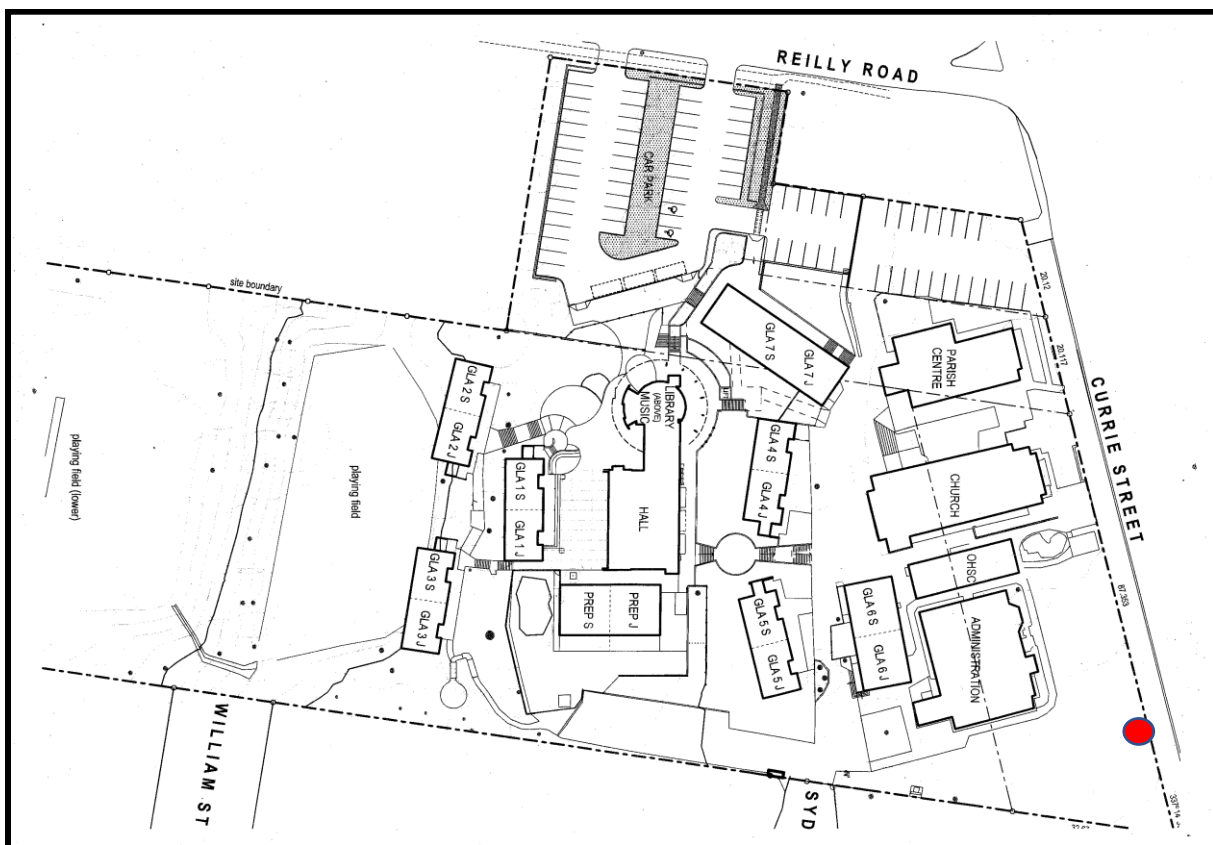 REILLY ROAD
CAR PARK
site boundary
20.12
20.117
CURRIE STREET
GLA 7 S
GLA 7 J
PARISH
CENTRE
GLA 2 S
GLA 2 J
LIBRARY
(ABOVE)
MUSIC
GLA 4 S
GLA 4 J
CHURCH
playing field (lower)
playing field
GLA 1 S
GLA 1 J
HALL
OHSC
87.353
GLA 3 S
GLA 3 J
PREP S
PREP J
GLA 5 S
GLA 5 J
GLA 6 S
GLA 6 J
ADMINISTRATION
WILLIAM ST
SYD
337° 14